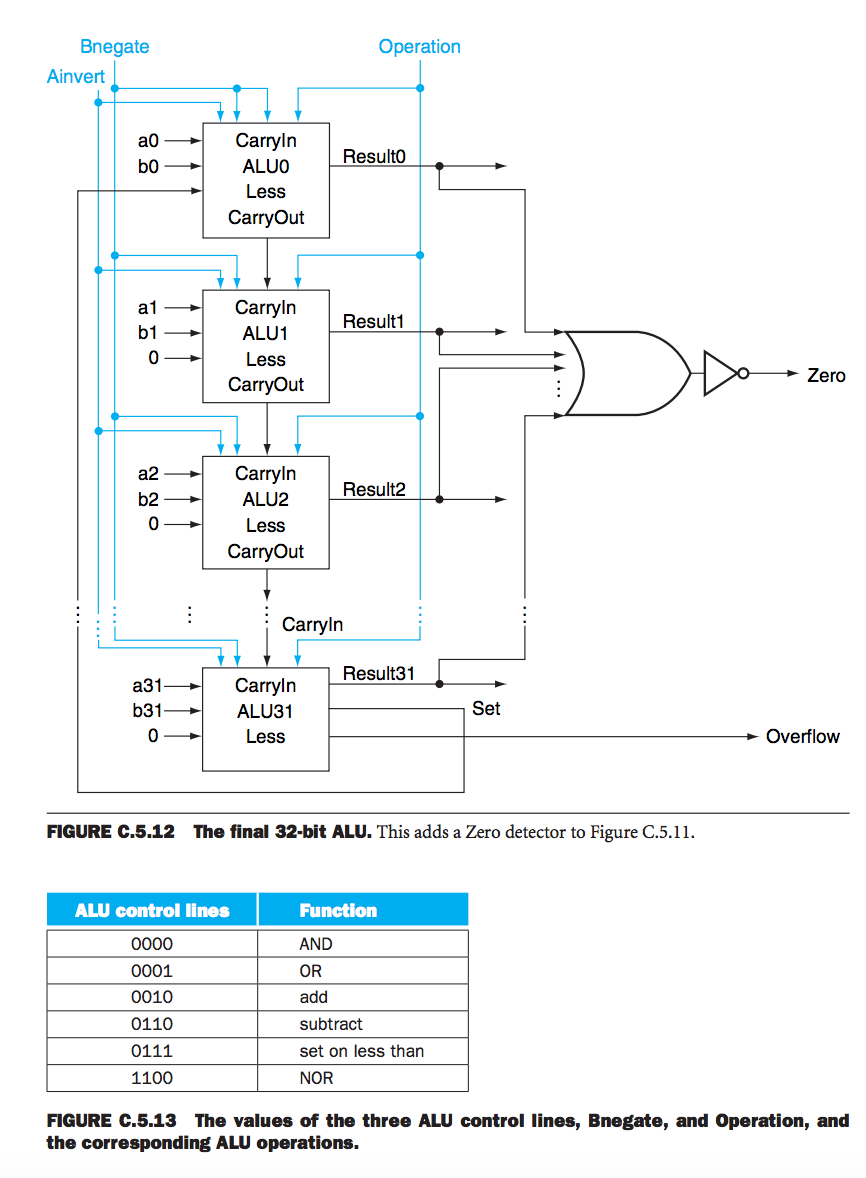 Bnegate
Operation
Ainvert
a0
CarryIn
Result0
b0
ALU0
Less
CarryOut
a1
CarryIn
Result1
b1
ALU1
0
Less
CarryOut
Zero
a2
CarryIn
Result2
b2
ALU2
0
Less
CarryOut
CarryIn
a31
CarryIn
Result31
b31
ALU31
Set
0
Less
Overflow
FIGURE C.5.12 The final 32-bit ALU. This adds a Zero detector to Figure C.5.11.
ALU control lines Function
0000 AND
0001 OR
0010 add
0110 subtract
0111 set on less than
1100 NOR
FIGURE C.5.13 The values of the three ALU control lines, Bnegate, and Operation, and
the corresponding ALU operations.